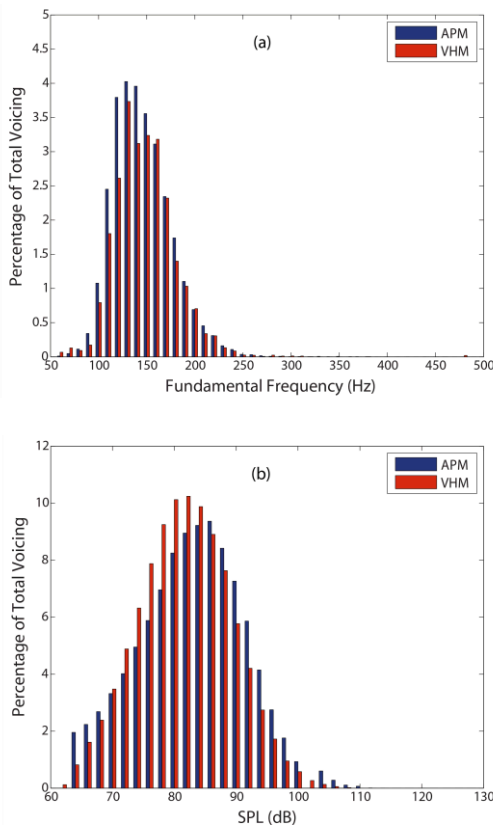 5
4.5
4
3.5
3
2.5
2
1.5
1
0.5
0
50 100 150 200 250 300 350 400 450 500
Percentage of Total Voicing
Fundamental Frequency (Hz)
(a)
APM
VHM
12
10
8
6
4
2
0
60 70 80 90 100 110 120 130
Percentage of Total Voicing
SPL (dB)
(b)
APM
VHM